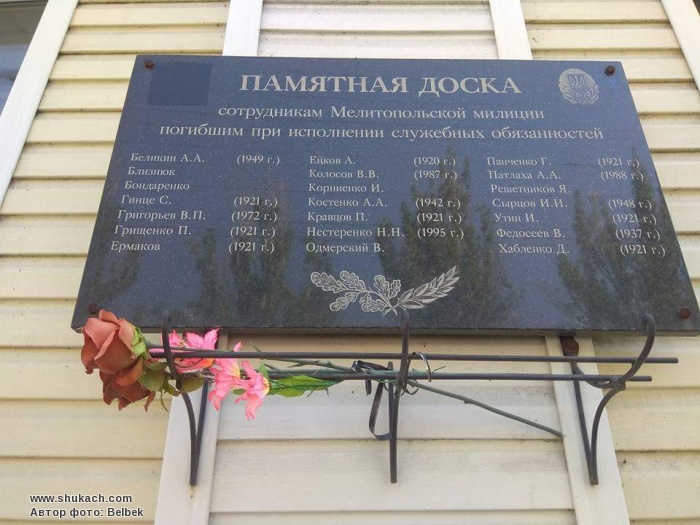 ПАМЯТНАЯ ДОСКА
сотрудникам Мелитопольской милиции
погибшим при исполнении служебных обязанностей
Беликин А.А. (1949 г.)
Близнюк
Бондаренко
Гинце С. (1921 г.)
Григорьев В.П. (1972 г.)
Грищенко П. (1921 г.)
Ермаков (1921 г.)
Ецков А. (1920 г.)
Колосов В.В. (1987 г.)
Корниенко И.
Костенко А.А. (1942 г.)
Кравцов П. (1921 г.)
Нестеренко Н.Н. (1995 г.)
Одмерский В.
Панченко Г. (1921 г.)
Патлаха А.А. (1988 г.)
Решетников Я.
Сырцов И.И. (1948 г.)
Утин И. (1921 г.)
Федосеев В. (1937 г.)
Хабленко Д. (1921 г.)
www.shukach.com
Автор фото: Belbek